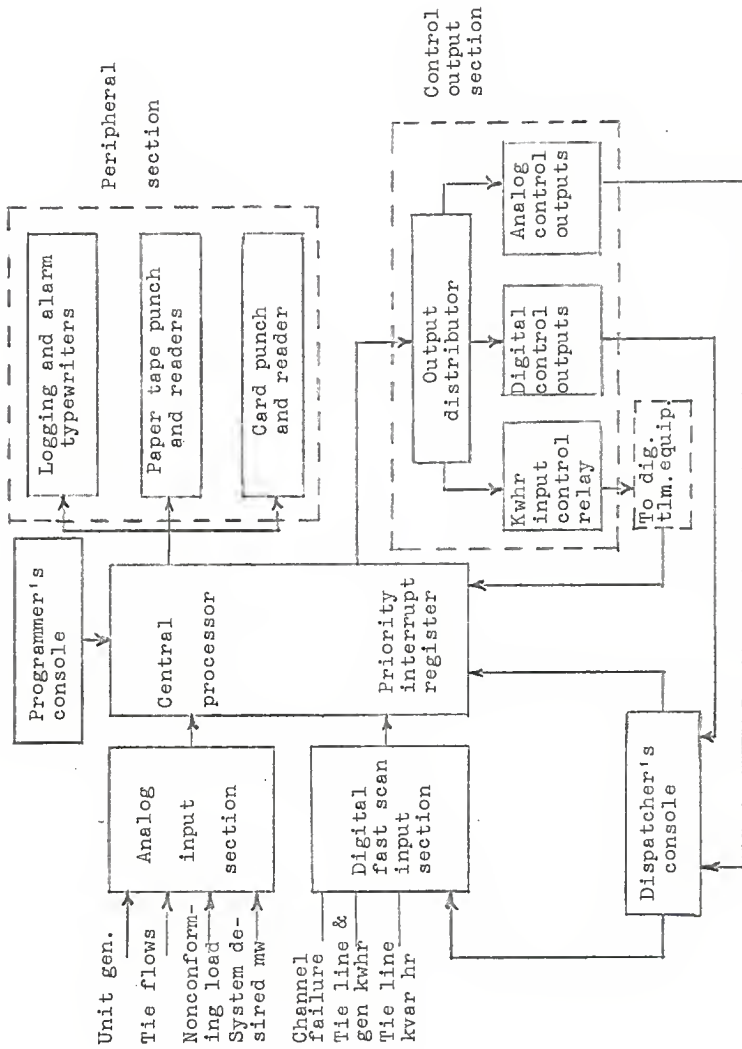 Programmer's
console
Unit gen.
Tie flows
Nonconform-
ing load
System de-
sired mw
Analog
input
section
Central
processor
Logging and alarm
typewriters
Paper tape punch
and readers
Card punch
and reader
Peripheral
section
Channel
failure
Tie line &
gen kwhr
Tie line
kvar hr
Digital
fast scan
input
section
Priority
interrupt
register
Output
distributor
Kwhr
input
control
relay
Digital
control
outputs
Analog
control
outputs
Control
output
section
To dig.
tlm.equip.
Dispatcher's
console